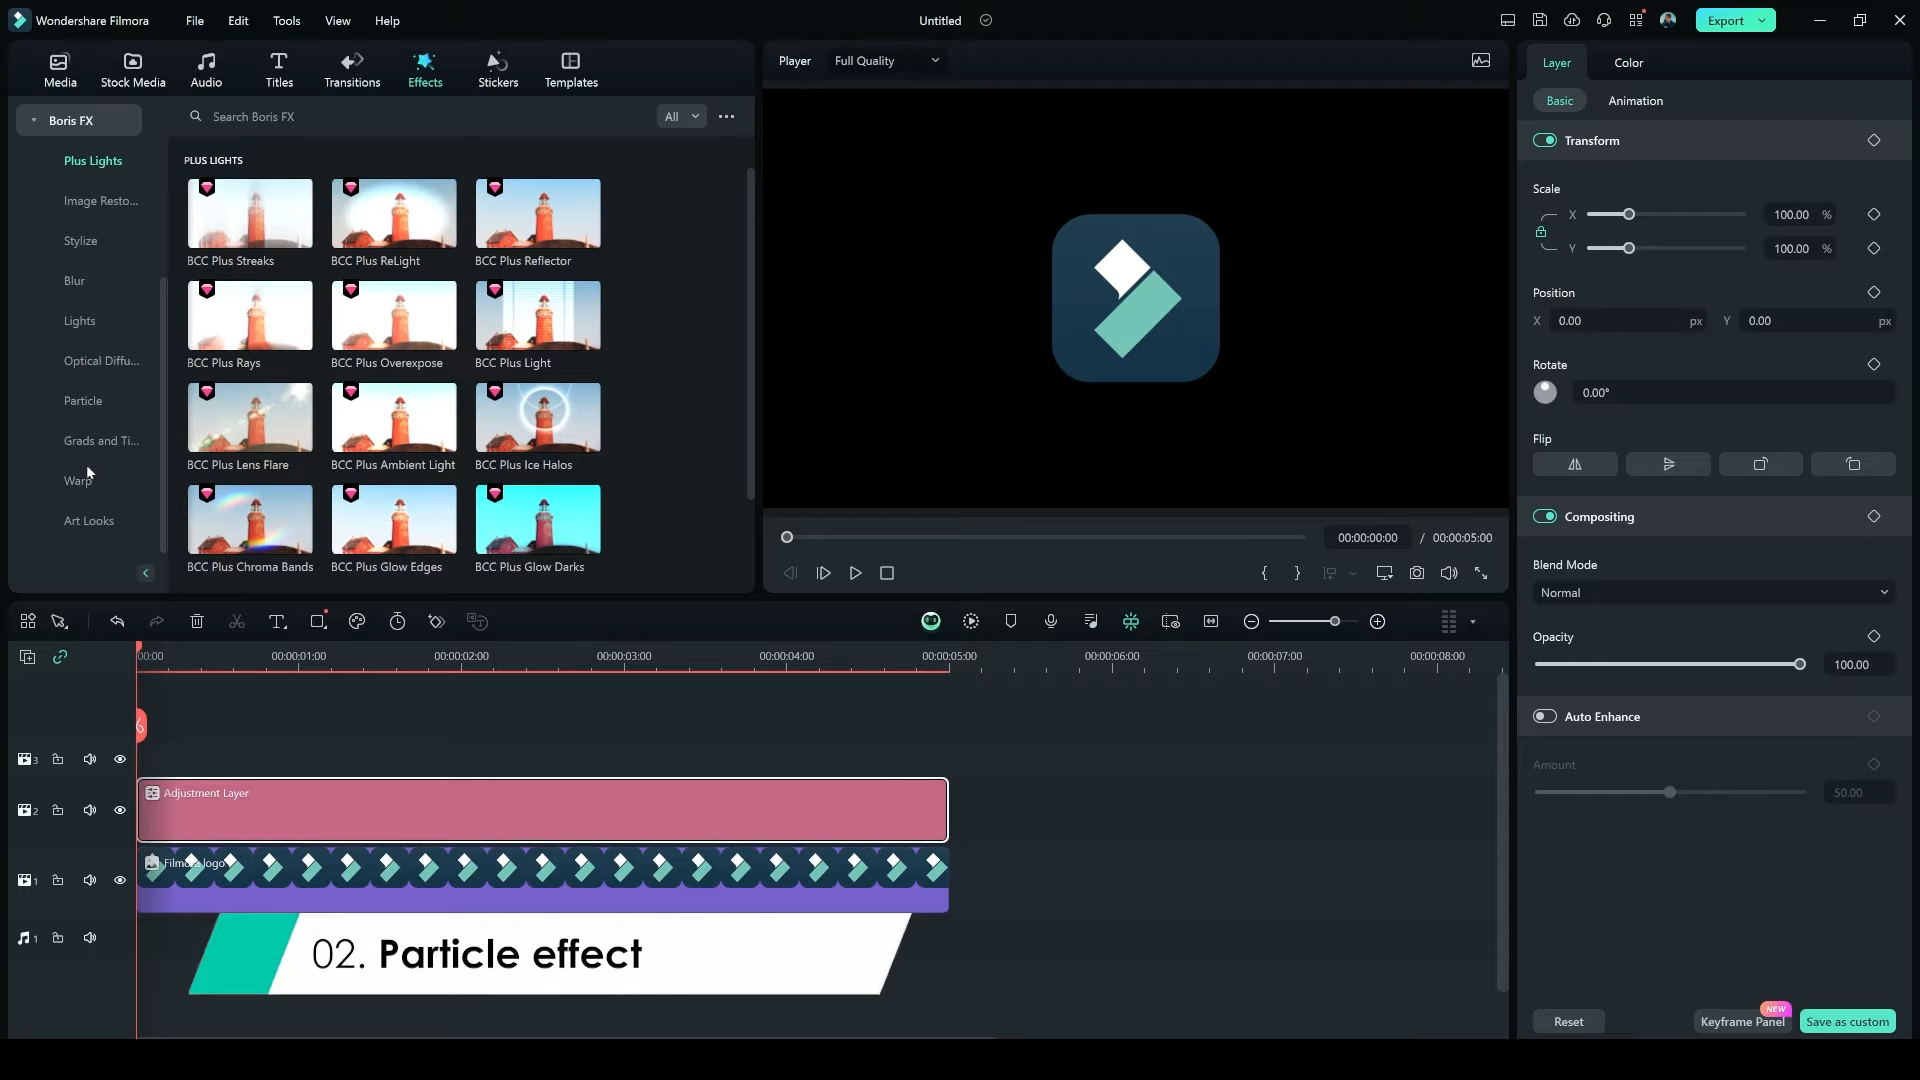 Wondershare Filmora File Edit Tools View Help Untitled Export
Media Stock Media Audio Titles Transitions Effects Stickers Templates
Boris FX
Search Boris FX
All
Plus Lights
Image Resto...
Stylize
Blur
Lights
Optical Diffu...
Particle
Grads and Ti...
Warp
Art Looks
PLUS LIGHTS
BCC Plus Streaks BCC Plus ReLight BCC Plus Reflector
BCC Plus Rays BCC Plus Overexpose BCC Plus Light
BCC Plus Lens Flare BCC Plus Ambient Light BCC Plus Ice Halos
BCC Plus Chroma Bands BCC Plus Glow Edges BCC Plus Glow Darks
Player Full Quality
00:00:00:00 / 00:00:05:00
Layer Color
Basic Animation
Transform
Scale
X 100.00 %
Y 100.00 %
Position
X 0.00 px Y 0.00 px
Rotate
0.00°
Flip
Compositing
Blend Mode
Normal
Opacity
100.00
Auto Enhance
Amount
50.00
Reset Keyframe Panel NEW Save as custom
00:00 00:00:01:00 00:00:02:00 00:00:03:00 00:00:04:00 00:00:05:00 00:00:06:00 00:00:07:00 00:00:08:00
3
2
Adjustment Layer
1
Filmora logo
1
02. Particle effect